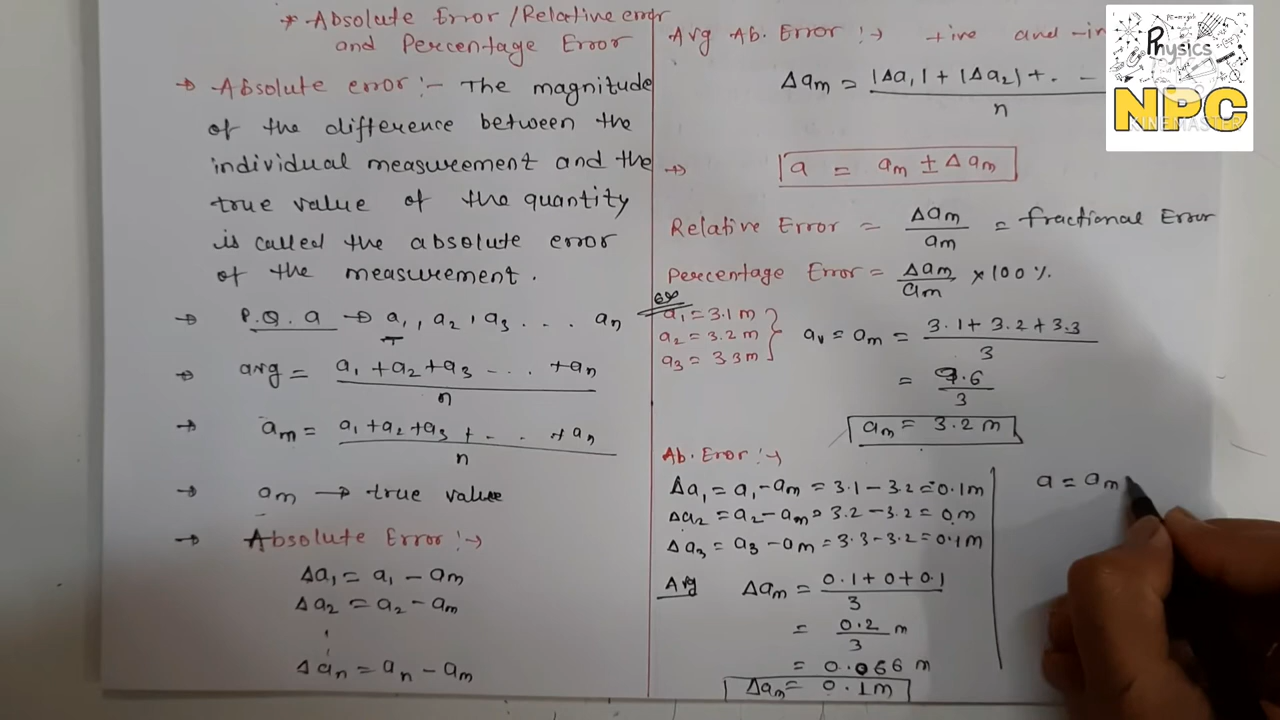 * Absolute Error /Relative error
and Percentage Error
→ Absolute error :- The magnitude
of the difference between the
individual measurement and the
true value of the quantity
is called the absolute error
of the measurement.
→ P.Q. a → a₁, a₂, a₃ . . . . aₙ
→ avg = a₁ + a₂ + a₃ - . . . + aₙ / n
→ aₘ = a₁ + a₂ + a₃ + - . . + aₙ / n
→ aₘ → true value
→ Absolute Error :→
Δa₁ = a₁ - aₘ
Δa₂ = a₂ - aₘ
Δaₙ = aₙ - aₘ
Avg Ab. Error :→ +ive and -in
Δaₘ = |Δa₁| + |Δa₂| + . - / n
→ a = aₘ ± Δaₘ
Relative Error = Δaₘ / aₘ = fractional Error
Percentage Error = Δaₘ / aₘ × 100 %.
Ex
a₁ = 3.1 m
a₂ = 3.2 m
a₃ = 3.3 m
aᵥ = aₘ = 3.1 + 3.2 + 3.3 / 3
= 9.6 / 3
aₘ = 3.2 m
Ab. Eror :→
Δa₁ = a₁ - aₘ = 3.1 - 3.2 = -0.1m
Δa₂ = a₂ - aₘ = 3.2 - 3.2 = 0m
Δa₃ = a₃ - aₘ = 3.3 - 3.2 = 0.1m
Avg Δaₘ = 0.1 + 0 + 0.1 / 3
= 0.2 / 3 m
= 0.066 m
Δaₘ = 0.1m
a = aₘ
Physics
NPC
KINEMASTER